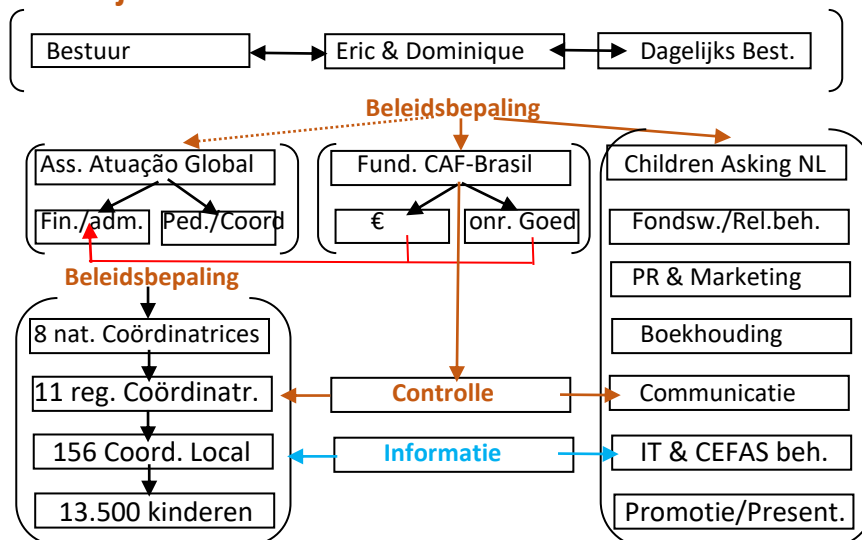 Bestuur
Eric & Dominique
Dagelijks Best.
Beleidsbepaling
Ass. Atuação Global
Fund. CAF-Brasil
Children Asking NL
Fin./adm.
Ped./Coord
€
onr. Goed
Fondsw./Rel.beh.
Beleidsbepaling
PR & Marketing
8 nat. Coördinatrices
Boekhouding
11 reg. Coördinatr.
Controlle
Communicatie
156 Coord. Local
Informatie
IT & CEFAS beh.
13.500 kinderen
Promotie/Present.